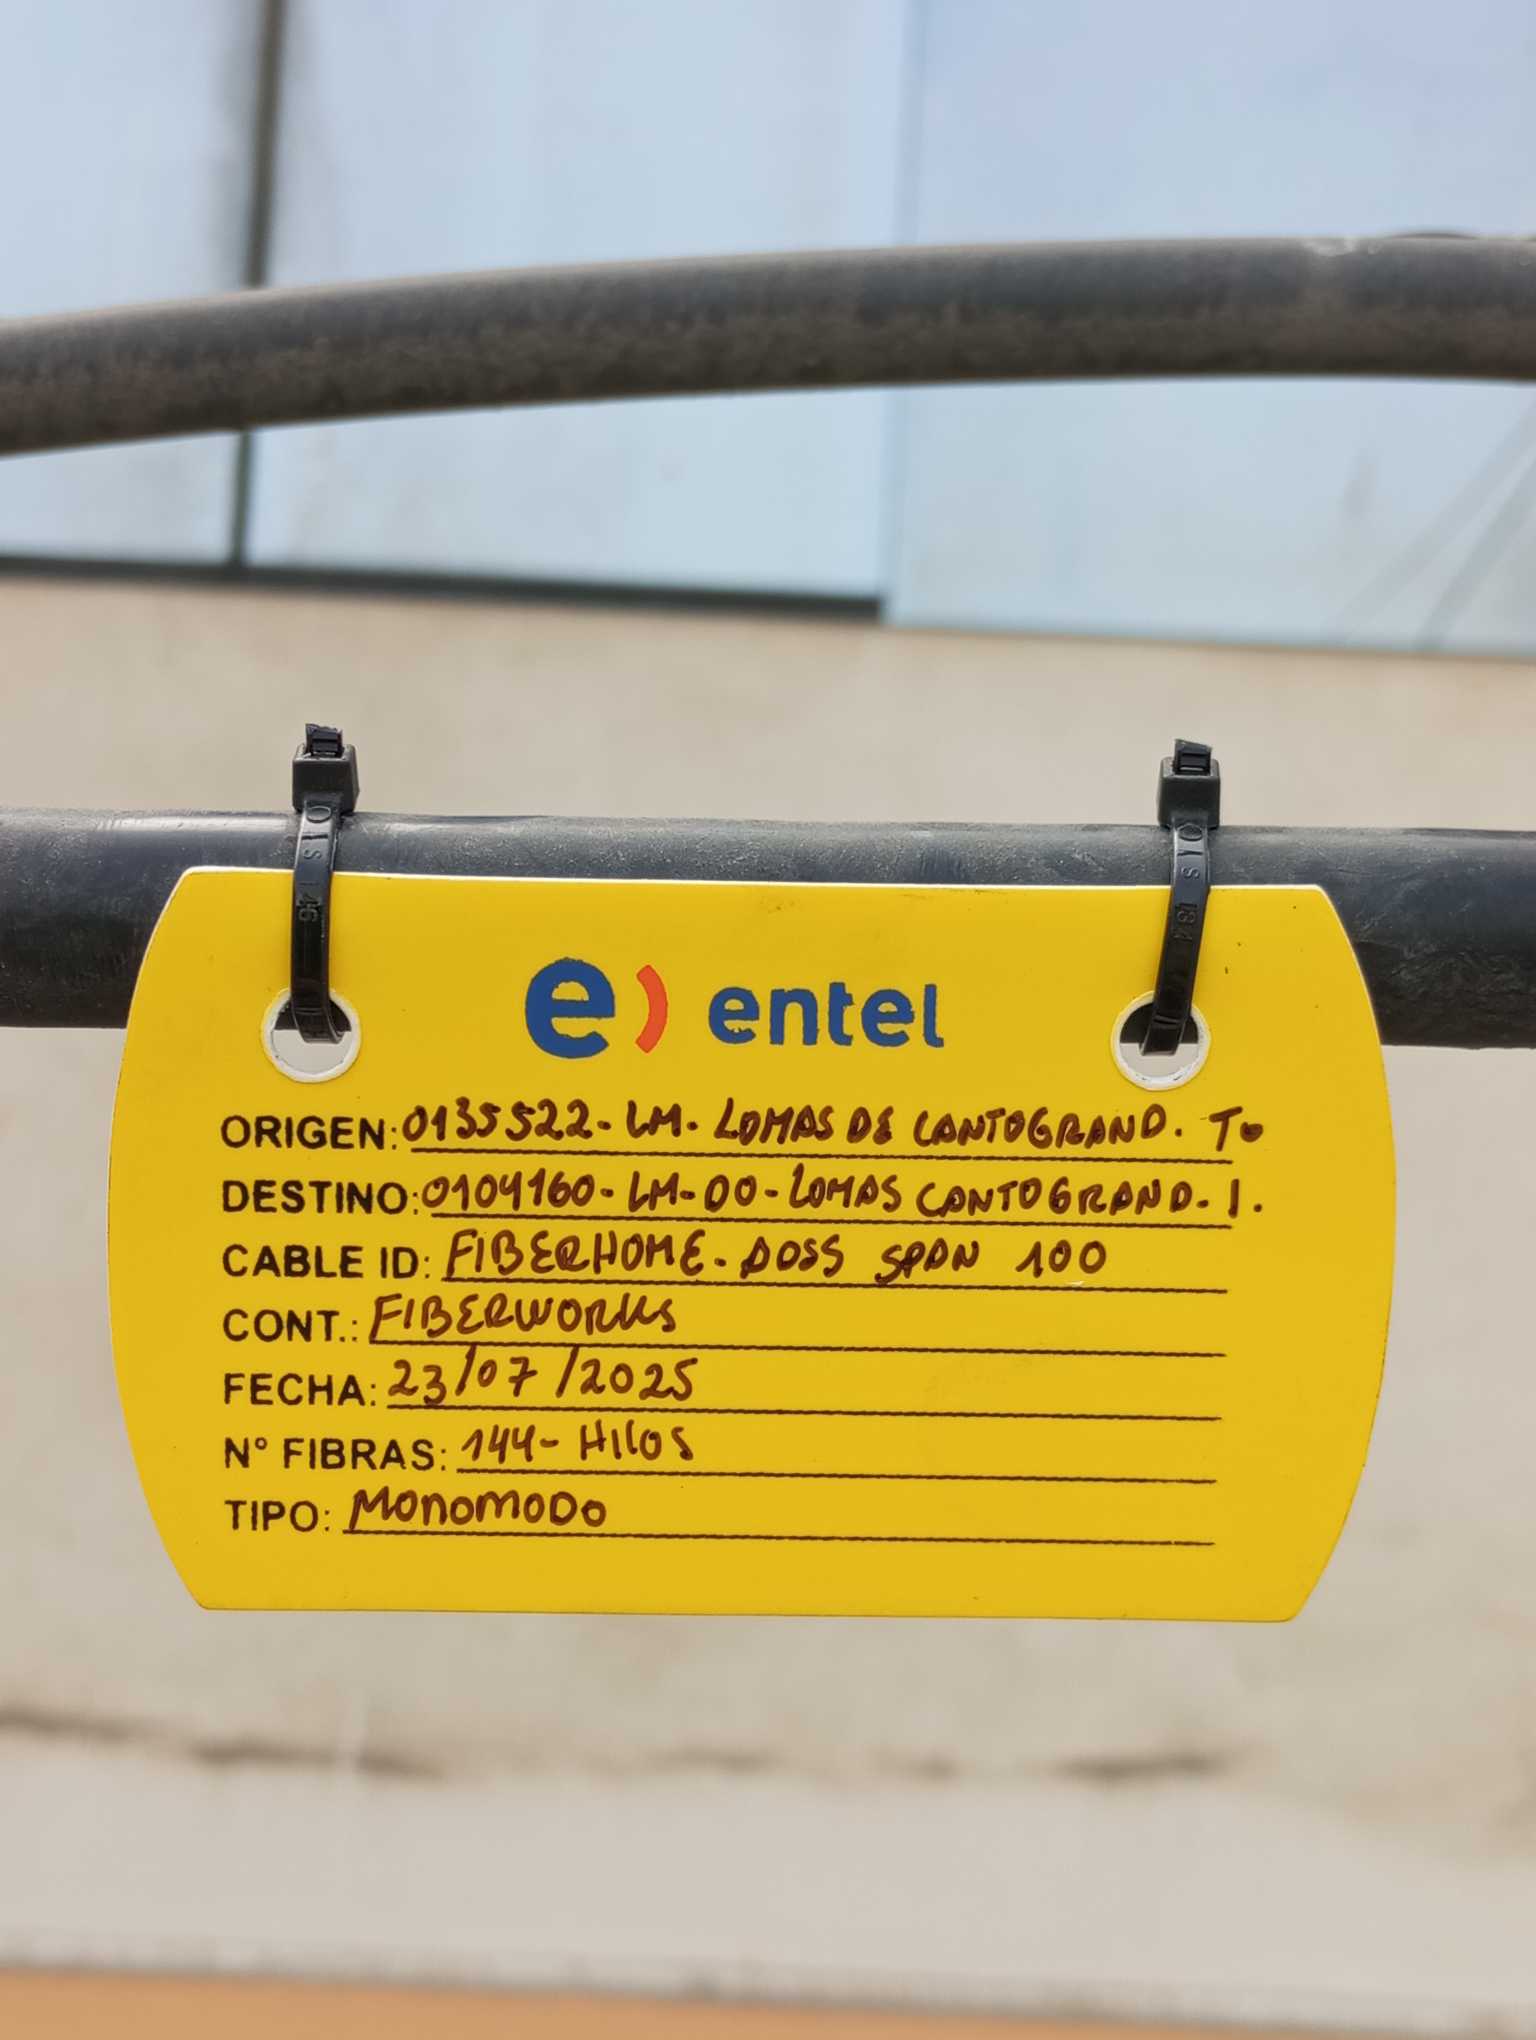 e) entel
ORIGEN: 0135522-LM-LOMAS DE CANTOGRAND. TO
DESTINO: 0104160-LM-DO-LOMAS CANTOGRAND-1.
CABLE ID: FIBERHOME-ADSS SPAN 100
CONT.: FIBERWORKS
FECHA: 23/07/2025
N° FIBRAS: 144-HILOS
TIPO: MONOMODO